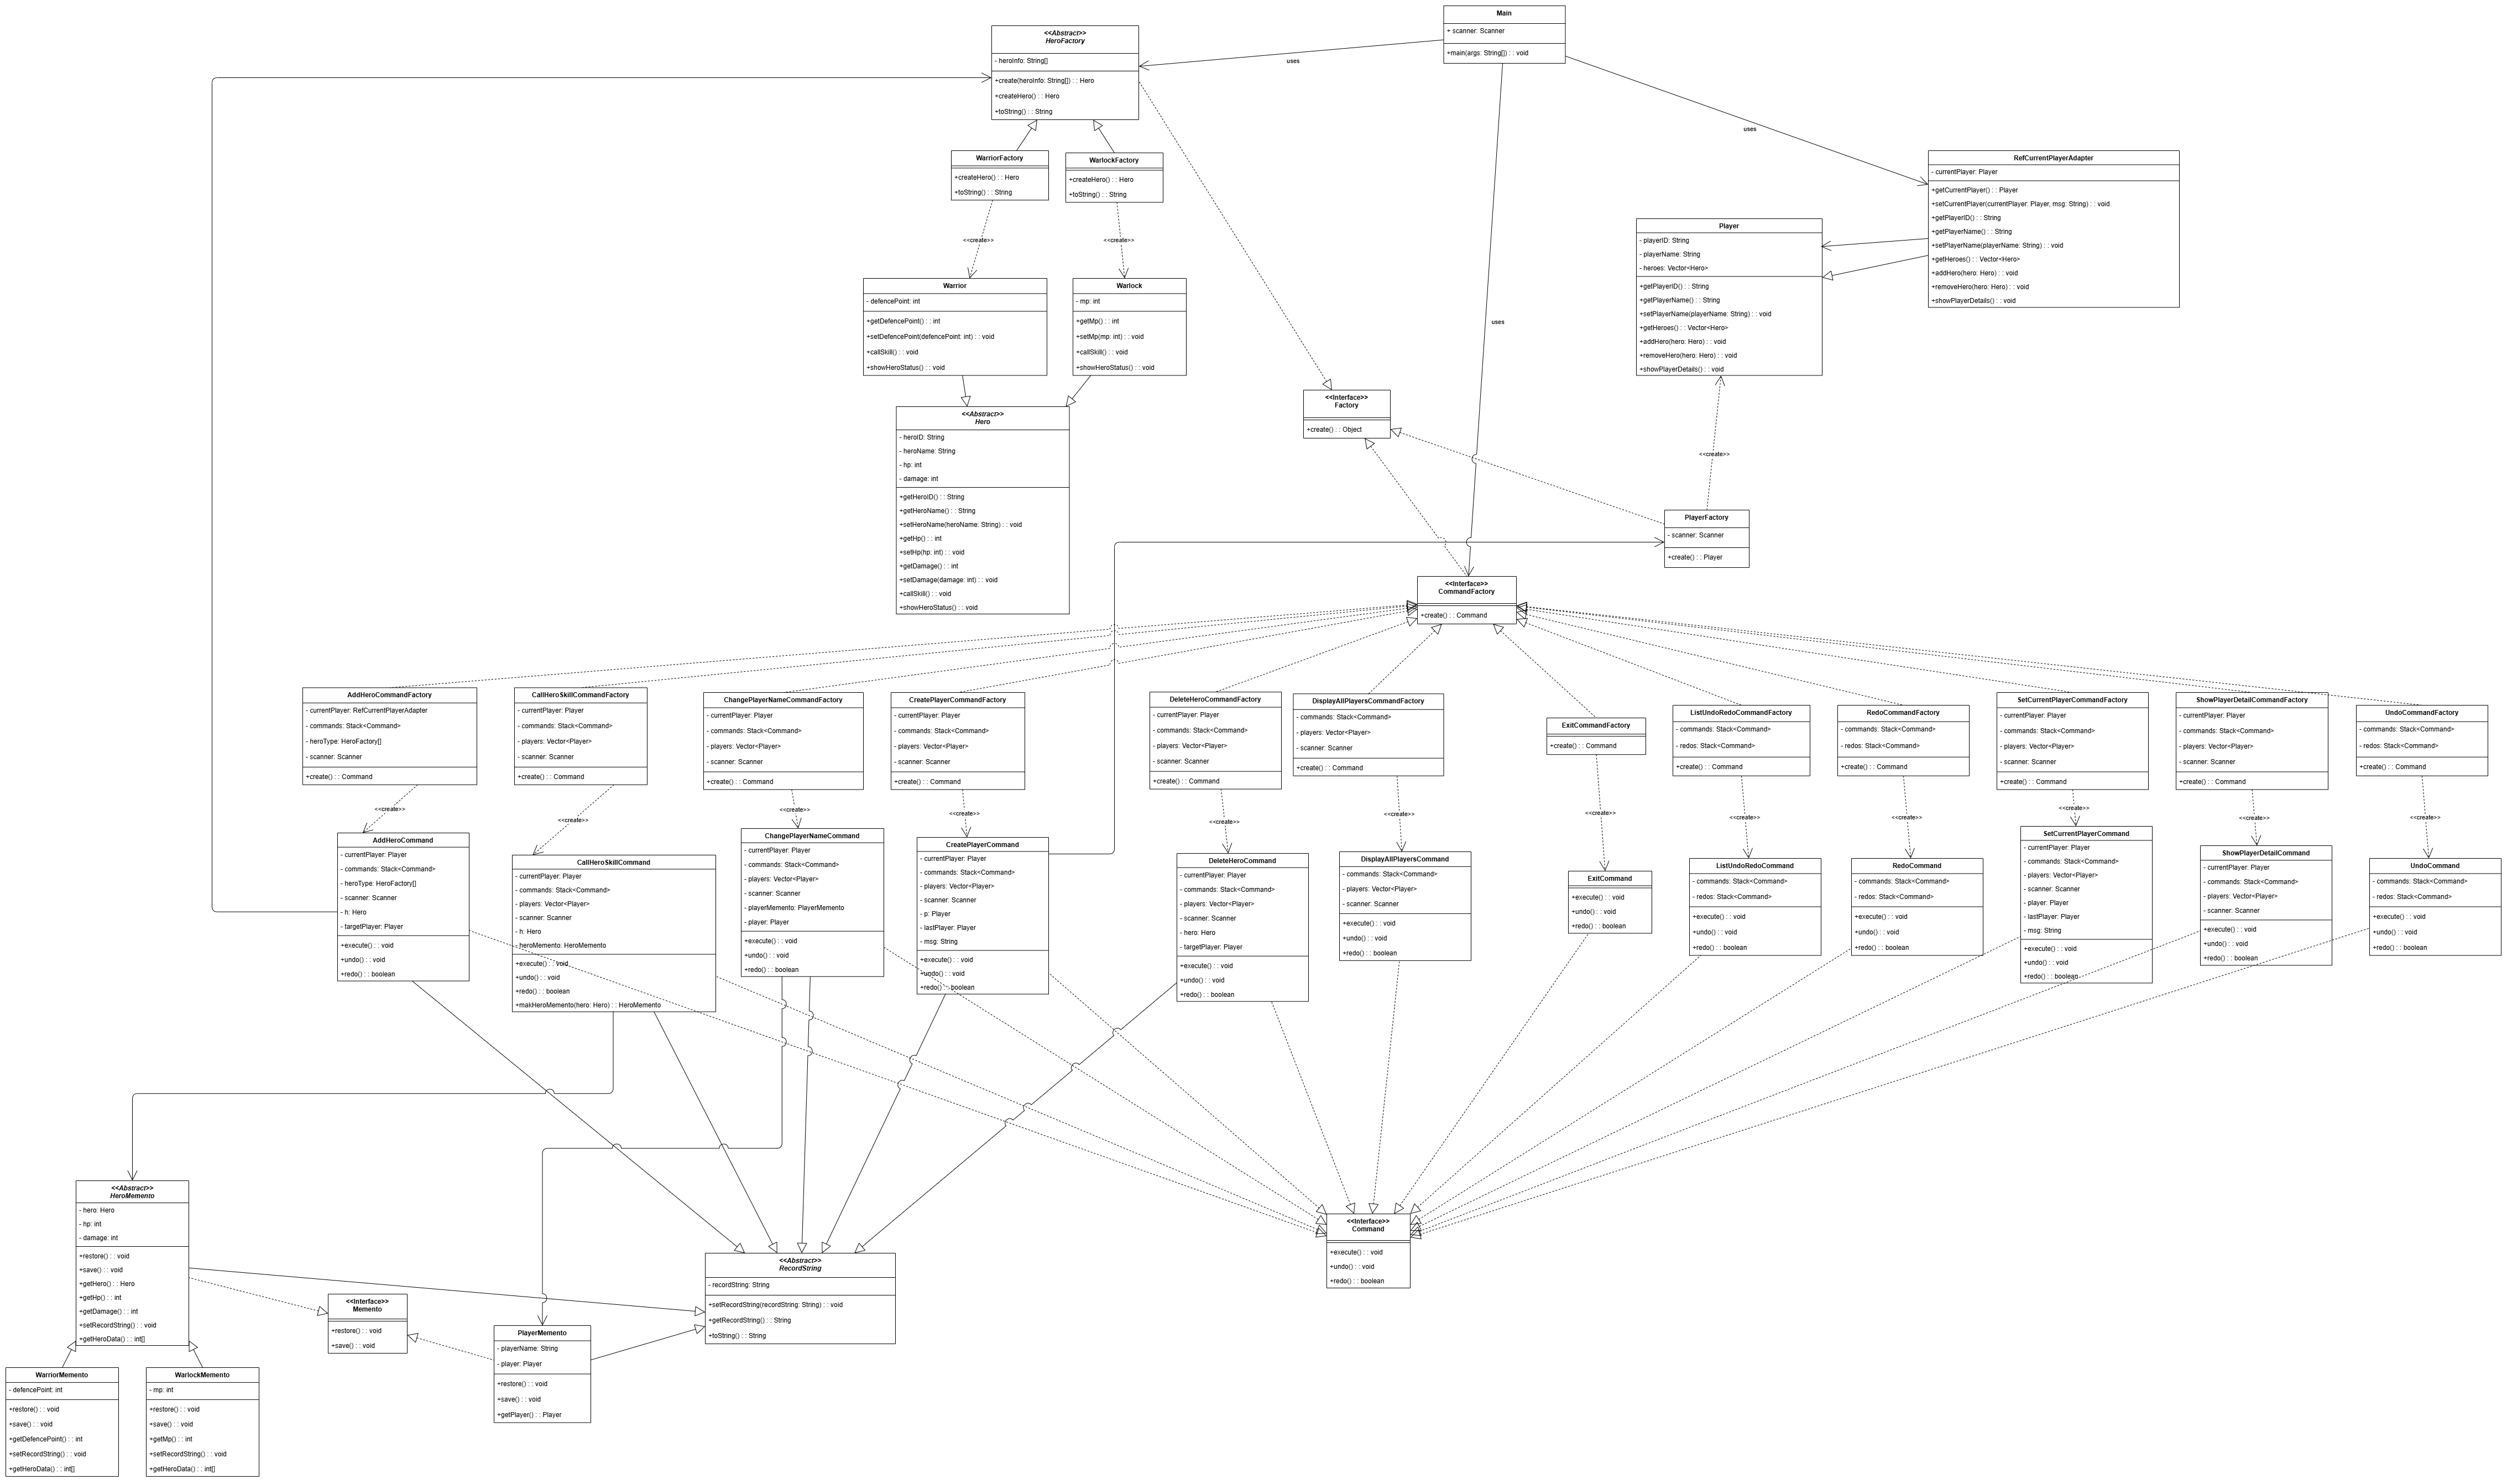 Main
+ scanner: Scanner
+main(args: String[]) : : void
<<Abstract>>
HeroFactory
- heroInfo: String[]
+create(heroInfo: String[]) : : Hero
+createHero() : : Hero
+toString() : : String
uses
uses
uses
WarriorFactory
+createHero() : : Hero
+toString() : : String
WarlockFactory
+createHero() : : Hero
+toString() : : String
<<create>>
<<create>>
RefCurrentPlayerAdapter
- currentPlayer: Player
+getCurrentPlayer() : : Player
+setCurrentPlayer(currentPlayer: Player, msg: String) : : void
+getPlayerID() : : String
+getPlayerName() : : String
+setPlayerName(playerName: String) : : void
+getHeroes() : : Vector<Hero>
+addHero(hero: Hero) : : void
+removeHero(hero: Hero) : : void
+showPlayerDetails() : : void
Player
- playerID: String
- playerName: String
- heroes: Vector<Hero>
+getPlayerID() : : String
+getPlayerName() : : String
+setPlayerName(playerName: String) : : void
+getHeroes() : : Vector<Hero>
+addHero(hero: Hero) : : void
+removeHero(hero: Hero) : : void
+showPlayerDetails() : : void
Warrior
- defencePoint: int
+getDefencePoint() : : int
+setDefencePoint(defencePoint: int) : : void
+callSkill() : : void
+showHeroStatus() : : void
Warlock
- mp: int
+getMp() : : int
+setMp(mp: int) : : void
+callSkill() : : void
+showHeroStatus() : : void
<<Abstract>>
Hero
- heroID: String
- heroName: String
- hp: int
- damage: int
+getHeroID() : : String
+getHeroName() : : String
+setHeroName(heroName: String) : : void
+getHp() : : int
+setHp(hp: int) : : void
+getDamage() : : int
+setDamage(damage: int) : : void
+callSkill() : : void
+showHeroStatus() : : void
<<Interface>>
Factory
+create() : : Object
<<create>>
PlayerFactory
- scanner: Scanner
+create() : : Player
<<Interface>>
CommandFactory
+create() : : Command
AddHeroCommandFactory
- currentPlayer: RefCurrentPlayerAdapter
- commands: Stack<Command>
- heroType: HeroFactory[]
- scanner: Scanner
+create() : : Command
CallHeroSkillCommandFactory
- currentPlayer: Player
- commands: Stack<Command>
- players: Vector<Player>
- scanner: Scanner
+create() : : Command
ChangePlayerNameCommandFactory
- currentPlayer: Player
- commands: Stack<Command>
- players: Vector<Player>
- scanner: Scanner
+create() : : Command
CreatePlayerCommandFactory
- currentPlayer: Player
- commands: Stack<Command>
- players: Vector<Player>
- scanner: Scanner
+create() : : Command
DeleteHeroCommandFactory
- currentPlayer: Player
- commands: Stack<Command>
- players: Vector<Player>
- scanner: Scanner
+create() : : Command
DisplayAllPlayersCommandFactory
- commands: Stack<Command>
- players: Vector<Player>
- scanner: Scanner
+create() : : Command
ExitCommandFactory
+create() : : Command
ListUndoRedoCommandFactory
- commands: Stack<Command>
- redos: Stack<Command>
+create() : : Command
RedoCommandFactory
- commands: Stack<Command>
- redos: Stack<Command>
+create() : : Command
SetCurrentPlayerCommandFactory
- currentPlayer: Player
- commands: Stack<Command>
- players: Vector<Player>
- scanner: Scanner
+create() : : Command
ShowPlayerDetailCommandFactory
- currentPlayer: Player
- commands: Stack<Command>
- players: Vector<Player>
- scanner: Scanner
+create() : : Command
UndoCommandFactory
- commands: Stack<Command>
- redos: Stack<Command>
+create() : : Command
<<create>>
<<create>>
<<create>>
<<create>>
<<create>>
<<create>>
<<create>>
<<create>>
<<create>>
<<create>>
<<create>>
<<create>>
AddHeroCommand
- currentPlayer: Player
- commands: Stack<Command>
- heroType: HeroFactory[]
- scanner: Scanner
- h: Hero
- targetPlayer: Player
+execute() : : void
+undo() : : void
+redo() : : boolean
CallHeroSkillCommand
- currentPlayer: Player
- commands: Stack<Command>
- players: Vector<Player>
- scanner: Scanner
- h: Hero
- heroMemento: HeroMemento
+execute() : : void
+undo() : : void
+redo() : : boolean
+makHeroMemento(hero: Hero) : : HeroMemento
ChangePlayerNameCommand
- currentPlayer: Player
- commands: Stack<Command>
- players: Vector<Player>
- scanner: Scanner
- playerMemento: PlayerMemento
- player: Player
+execute() : : void
+undo() : : void
+redo() : : boolean
CreatePlayerCommand
- currentPlayer: Player
- commands: Stack<Command>
- players: Vector<Player>
- scanner: Scanner
- p: Player
- lastPlayer: Player
- msg: String
+execute() : : void
+undo() : : void
+redo() : : boolean
DeleteHeroCommand
- currentPlayer: Player
- commands: Stack<Command>
- players: Vector<Player>
- scanner: Scanner
- hero: Hero
- targetPlayer: Player
+execute() : : void
+undo() : : void
+redo() : : boolean
DisplayAllPlayersCommand
- commands: Stack<Command>
- players: Vector<Player>
- scanner: Scanner
+execute() : : void
+undo() : : void
+redo() : : boolean
ExitCommand
+execute() : : void
+undo() : : void
+redo() : : boolean
ListUndoRedoCommand
- commands: Stack<Command>
- redos: Stack<Command>
+execute() : : void
+undo() : : void
+redo() : : boolean
RedoCommand
- commands: Stack<Command>
- redos: Stack<Command>
+execute() : : void
+undo() : : void
+redo() : : boolean
SetCurrentPlayerCommand
- currentPlayer: Player
- commands: Stack<Command>
- players: Vector<Player>
- scanner: Scanner
- player: Player
- lastPlayer: Player
- msg: String
+execute() : : void
+undo() : : void
+redo() : : boolean
ShowPlayerDetailCommand
- currentPlayer: Player
- commands: Stack<Command>
- players: Vector<Player>
- scanner: Scanner
+execute() : : void
+undo() : : void
+redo() : : boolean
UndoCommand
- commands: Stack<Command>
- redos: Stack<Command>
+execute() : : void
+undo() : : void
+redo() : : boolean
<<Abstract>>
HeroMemento
- hero: Hero
- hp: int
- damage: int
+restore() : : void
+save() : : void
+getHero() : : Hero
+getHp() : : int
+getDamage() : : int
+setRecordString() : : void
+getHeroData() : : int[]
<<Interface>>
Memento
+restore() : : void
+save() : : void
PlayerMemento
- playerName: String
- player: Player
+restore() : : void
+save() : : void
+getPlayer() : : Player
<<Abstract>>
RecordString
- recordString: String
+setRecordString(recordString: String) : : void
+getRecordString() : : String
+toString() : : String
<<Interface>>
Command
+execute() : : void
+undo() : : void
+redo() : : boolean
WarriorMemento
- defencePoint: int
+restore() : : void
+save() : : void
+getDefencePoint() : : int
+setRecordString() : : void
+getHeroData() : : int[]
WarlockMemento
- mp: int
+restore() : : void
+save() : : void
+getMp() : : int
+setRecordString() : : void
+getHeroData() : : int[]